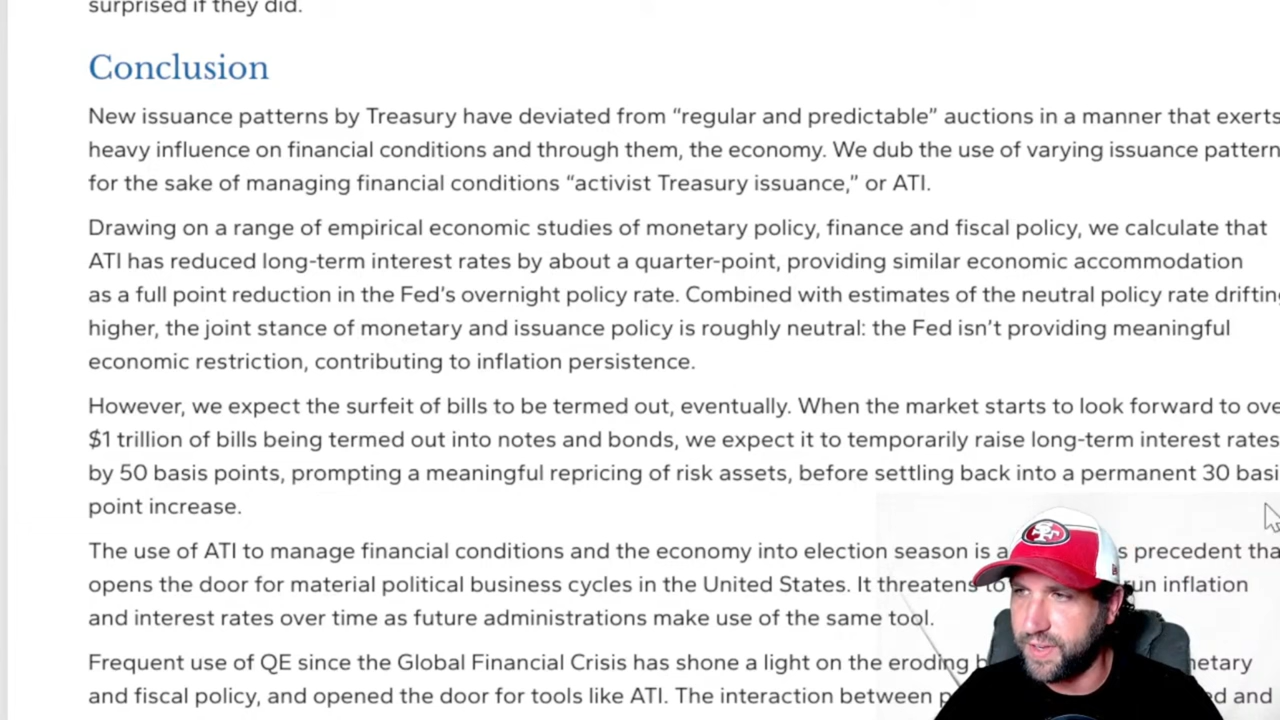 surprised if they did.
Conclusion
New issuance patterns by Treasury have deviated from “regular and predictable” auctions in a manner that exerts
heavy influence on financial conditions and through them, the economy. We dub the use of varying issuance pattern
for the sake of managing financial conditions “activist Treasury issuance,” or ATI.
Drawing on a range of empirical economic studies of monetary policy, finance and fiscal policy, we calculate that
ATI has reduced long-term interest rates by about a quarter-point, providing similar economic accommodation
as a full point reduction in the Fed’s overnight policy rate. Combined with estimates of the neutral policy rate drifting
higher, the joint stance of monetary and issuance policy is roughly neutral: the Fed isn’t providing meaningful
economic restriction, contributing to inflation persistence.
However, we expect the surfeit of bills to be termed out, eventually. When the market starts to look forward to ove
$1 trillion of bills being termed out into notes and bonds, we expect it to temporarily raise long-term interest rates
by 50 basis points, prompting a meaningful repricing of risk assets, before settling back into a permanent 30 basi
point increase.
The use of ATI to manage financial conditions and the economy into election season is a s precedent tha
opens the door for material political business cycles in the United States. It threatens to un inflation
and interest rates over time as future administrations make use of the same tool.
Frequent use of QE since the Global Financial Crisis has shone a light on the eroding b netary
and fiscal policy, and opened the door for tools like ATI. The interaction between p d and